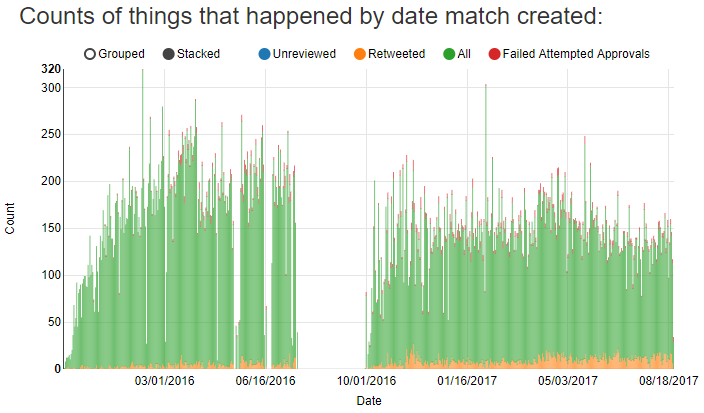 Counts of things that happened by date match created:
Grouped Stacked Unreviewed Retweeted All Failed Attempted Approvals
320
300
250
200
150
100
50
0
Count
03/01/2016 06/16/2016 10/01/2016 01/16/2017 05/03/2017 08/18/2017
Date